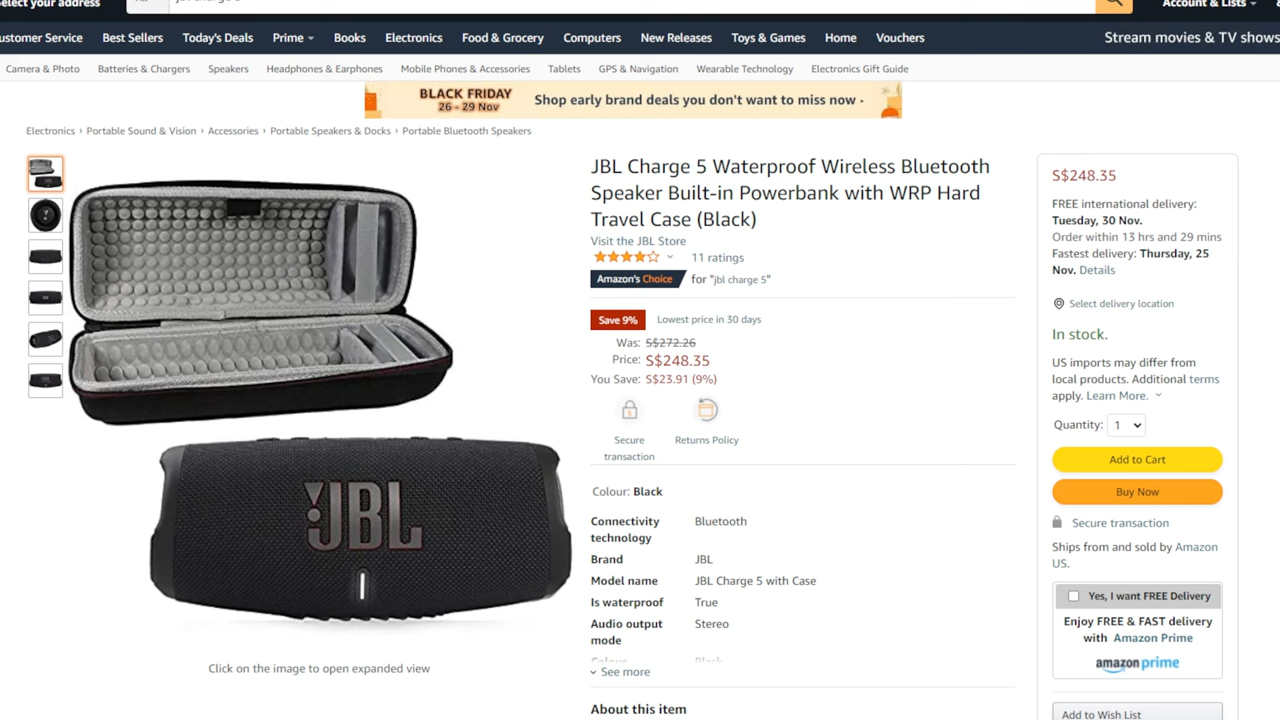 elect your address
Account & Lists
ustomer Service
Best Sellers
Today's Deals
Prime
Books
Electronics
Food & Grocery
Computers
New Releases
Toys & Games
Home
Vouchers
Stream movies & TV shows
Camera & Photo
Batteries & Chargers
Speakers
Headphones & Earphones
Mobile Phones & Accessories
Tablets
GPS & Navigation
Wearable Technology
Electronics Gift Guide
BLACK FRIDAY
26 - 29 Nov
Shop early brand deals you don't want to miss now
Electronics › Portable Sound & Vision › Accessories › Portable Speakers & Docks › Portable Bluetooth Speakers
JBL Charge 5 Waterproof Wireless Bluetooth
Speaker Built-in Powerbank with WRP Hard
Travel Case (Black)
Visit the JBL Store
11 ratings
Amazon's Choice for "jbl charge 5"
Save 9% Lowest price in 30 days
Was: S$272.26
Price: S$248.35
You Save: S$23.91 (9%)
Secure
transaction
Returns Policy
Colour: Black
Connectivity
technology
Bluetooth
Brand JBL
Model name JBL Charge 5 with Case
Is waterproof True
Audio output
mode
Stereo
Colour Black
See more
About this item
JBL
Click on the image to open expanded view
S$248.35
FREE international delivery:
Tuesday, 30 Nov.
Order within 13 hrs and 29 mins
Fastest delivery: Thursday, 25
Nov. Details
Select delivery location
In stock.
US imports may differ from
local products. Additional terms
apply. Learn More.
Quantity: 1
Add to Cart
Buy Now
Secure transaction
Ships from and sold by Amazon
US.
Yes, I want FREE Delivery
Enjoy FREE & FAST delivery
with Amazon Prime
amazon prime
Add to Wish List